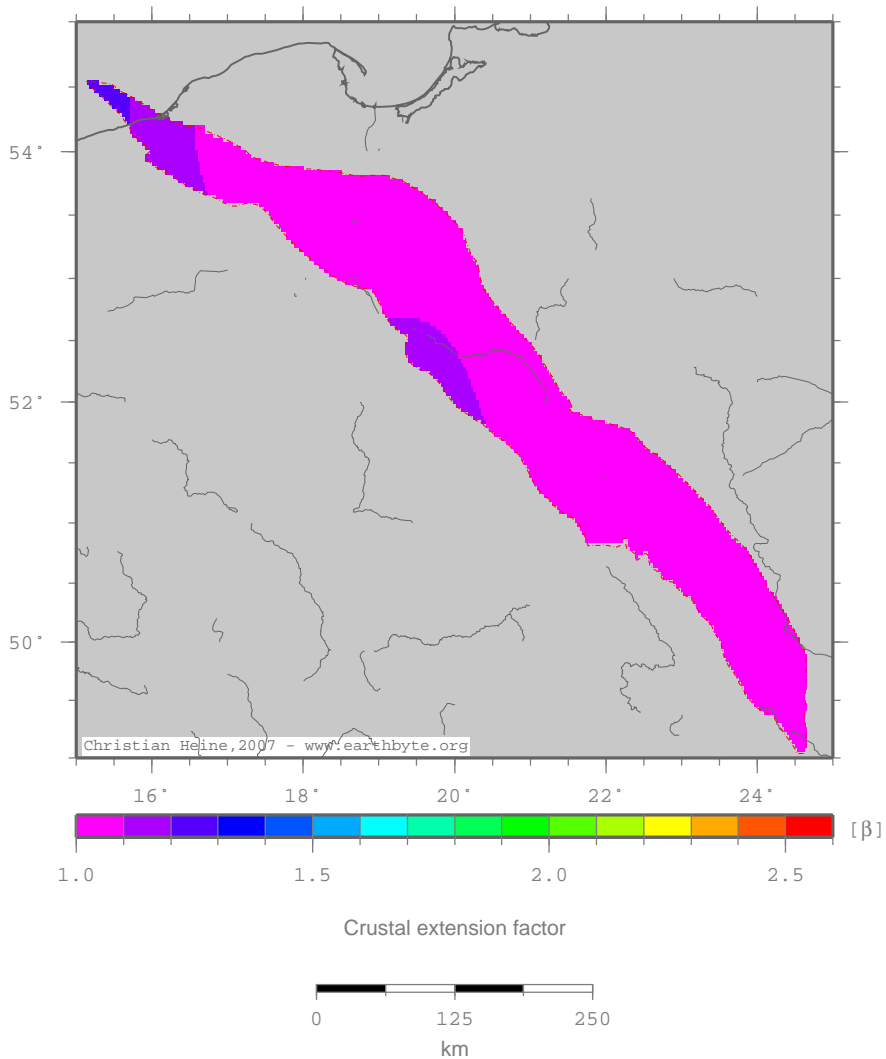 54°
52°
50°
Christian Heine,2007 - www.earthbyte.org
16° 18° 20° 22° 24°
[β]
1.0 1.5 2.0 2.5
Crustal extension factor
0 125 250
km